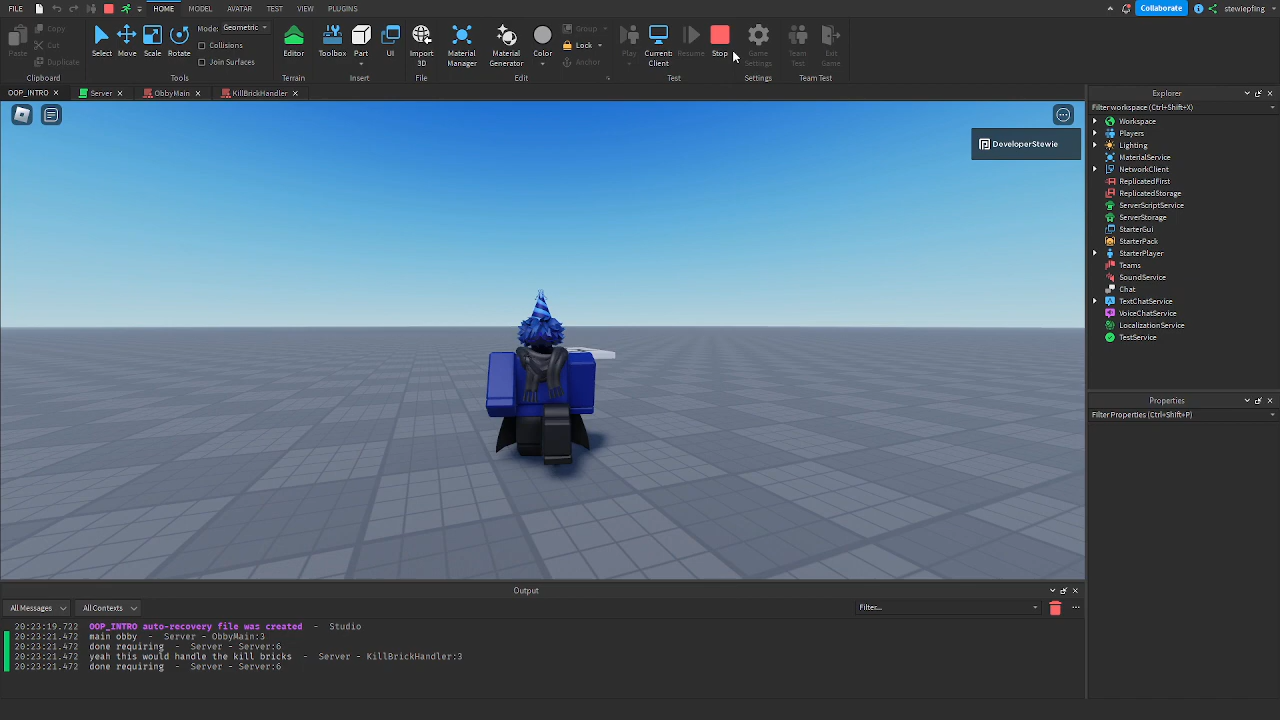 FILE HOME MODEL AVATAR TEST VIEW PLUGINS Collaborate stewiepfing
Paste Copy Cut Duplicate Clipboard
Select Move Scale Rotate Mode: Geometric Collisions Join Surfaces Tools
Editor Terrain
Toolbox Part UI Insert
Import 3D File
Material Manager Material Generator Color Group Lock Anchor Edit
Play Current Client Resume Stop Test
Game Settings Settings
Team Test Exit Game Team Test
OOP_INTRO Server ObbyMain KillBrickHandler
DeveloperStewie
Explorer
Filter workspace (Ctrl+Shift+X)
Workspace
Players
Lighting
MaterialService
NetworkClient
ReplicatedFirst
ReplicatedStorage
ServerScriptService
ServerStorage
StarterGui
StarterPack
StarterPlayer
Teams
SoundService
Chat
TextChatService
VoiceChatService
LocalizationService
TestService
Properties
Filter Properties (Ctrl+Shift+P)
Output
All Messages All Contexts Filter...
20:23:19.722 OOP_INTRO auto-recovery file was created - Studio
20:23:21.472 main obby - Server - ObbyMain:3
20:23:21.472 done requiring - Server - Server:6
20:23:21.472 yeah this would handle the kill bricks - Server - KillBrickHandler:3
20:23:21.472 done requiring - Server - Server:6